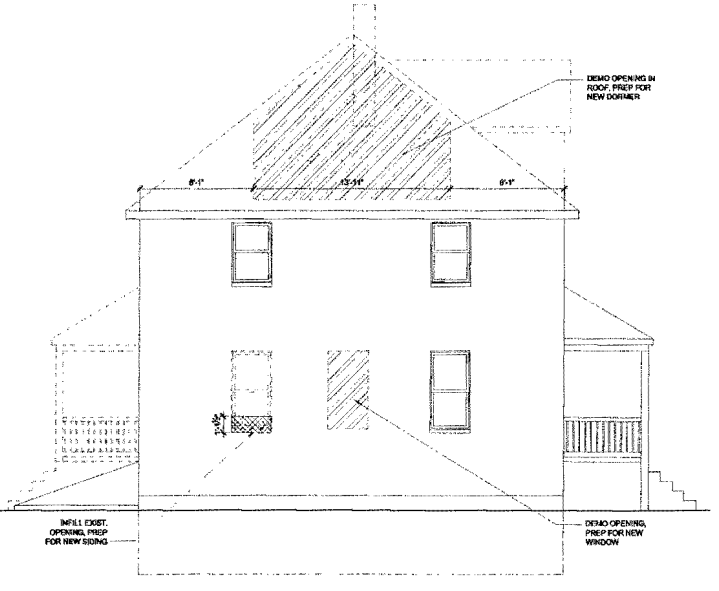 DEMO OPENING IN
ROOF, PREP FOR
NEW DORMER
8'-1"
13'-11"
8'-1"
INFILL EXIST.
OPENING, PREP
FOR NEW SIDING
DEMO OPENING,
PREP FOR NEW
WINDOW